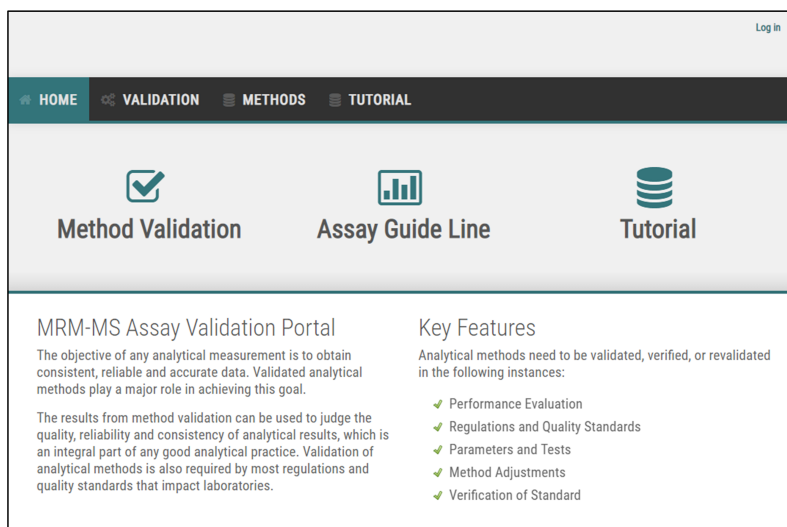 Log in
HOME VALIDATION METHODS TUTORIAL
Method Validation Assay Guide Line Tutorial
MRM-MS Assay Validation Portal
The objective of any analytical measurement is to obtain
consistent, reliable and accurate data. Validated analytical
methods play a major role in achieving this goal.
The results from method validation can be used to judge the
quality, reliability and consistency of analytical results, which is
an integral part of any good analytical practice. Validation of
analytical methods is also required by most regulations and
quality standards that impact laboratories.
Key Features
Analytical methods need to be validated, verified, or revalidated
in the following instances:
Performance Evaluation
Regulations and Quality Standards
Parameters and Tests
Method Adjustments
Verification of Standard